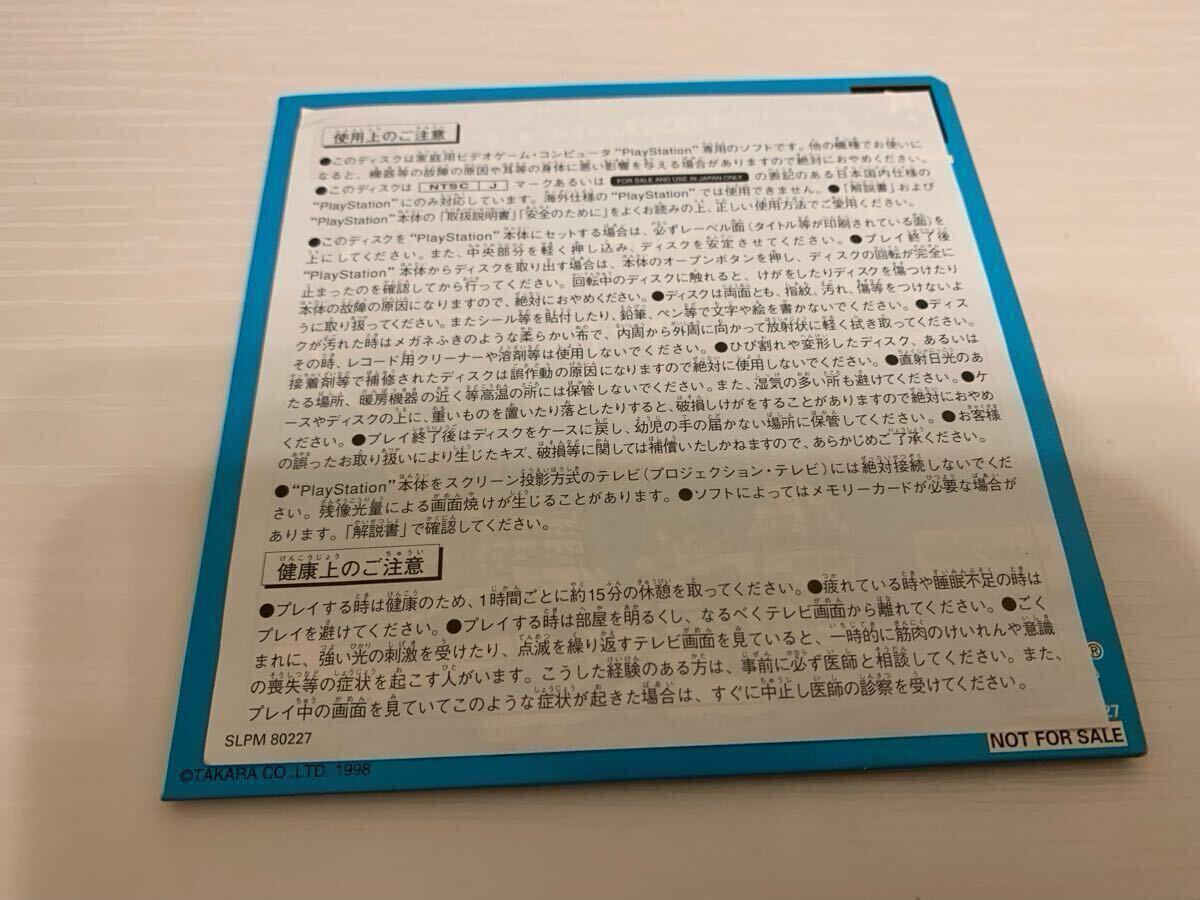 使用上のご注意
●このディスクは家庭用ビデオゲーム・コンピュータ“PlayStation”専用のソフトです。他の機種でお使いに
なると、機器等の故障の原因や耳等の身体に悪い影響を与える場合がありますので絶対におやめください。
●このディスクは NTSC J マークあるいは FOR SALE AND USE IN JAPAN ONLY の表記のある日本国内仕様の
“PlayStation”にのみ対応しています。海外仕様の“PlayStation”では使用できません。●「解説書」および
“PlayStation”本体の「取扱説明書」「安全のために」をよくお読みの上、正しい使用方法でご愛用ください。
●このディスクを“PlayStation”本体にセットする場合は、必ずレーベル面(タイトル等が印刷されている面)を
上にしてください。また、中央部分を軽く押し込み、ディスクを安定させてください。●プレイ終了後
“PlayStation”本体からディスクを取り出す場合は、本体のオープンボタンを押し、ディスクの回転が完全に
止まったのを確認してから行ってください。回転中のディスクに触れると、けがをしたりディスクを傷つけたり
本体の故障の原因になりますので、絶対におやめください。●ディスクは両面とも、指紋、汚れ、傷等をつけないよ
うに取り扱ってください。またシール等を貼付したり、鉛筆、ペン等で文字や絵を書かないでください。●ディス
クが汚れた時はメガネふきのような柔らかい布で、内周から外周に向かって放射状に軽く拭き取ってください。
その時、レコード用クリーナーや溶剤等は使用しないでください。●ひび割れや変形したディスク、あるいは
接着剤等で補修されたディスクは誤作動の原因になりますので絶対に使用しないでください。●直射日光のあ
たる場所、暖房機器の近く等高温の所には保管しないでください。また、湿気の多い所も避けてください。●ケ
ースやディスクの上に、重いものを置いたり落としたりすると、破損しけがをすることがありますので絶対におやめ
ください。●プレイ終了後はディスクをケースに戻し、幼児の手の届かない場所に保管してください。●お客様
の誤ったお取り扱いにより生じたキズ、破損等に関しては補償いたしかねますので、あらかじめご了承ください。
●“PlayStation”本体をスクリーン投影方式のテレビ(プロジェクション・テレビ)には絶対接続しないでくだ
さい。残像光量による画面焼けが生じることがあります。●ソフトによってはメモリーカードが必要な場合が
あります。「解説書」で確認してください。
健康上のご注意
●プレイする時は健康のため、1時間ごとに約15分の休憩を取ってください。●疲れている時や睡眠不足の時は
プレイを避けてください。●プレイする時は部屋を明るくし、なるべくテレビ画面から離れてください。●ごく
まれに、強い光の刺激を受けたり、点滅を繰り返すテレビ画面を見ていると、一時的に筋肉のけいれんや意識
の喪失等の症状を起こす人がいます。こうした経験のある方は、事前に必ず医師と相談してください。また、
プレイ中の画面を見ていてこのような症状が起きた場合は、すぐに中止し医師の診察を受けてください。
SLPM 80227
®
27
NOT FOR SALE
©TAKARA CO.,LTD. 1998